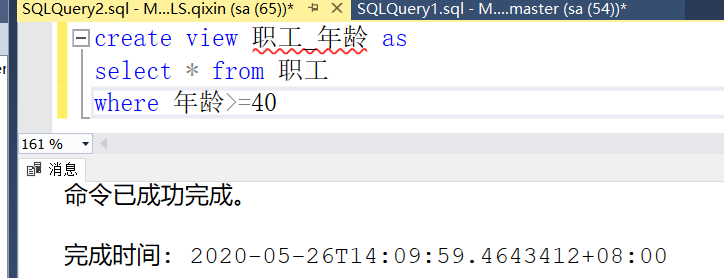 SQLQuery2.sql - M...LS.qixin (sa (65))* SQLQuery1.sql - M....master (sa (54))*
create view 职工_年龄 as
select * from 职工
where 年龄>=40
161 %
消息
命令已成功完成。
完成时间: 2020-05-26T14:09:59.4643412+08:00